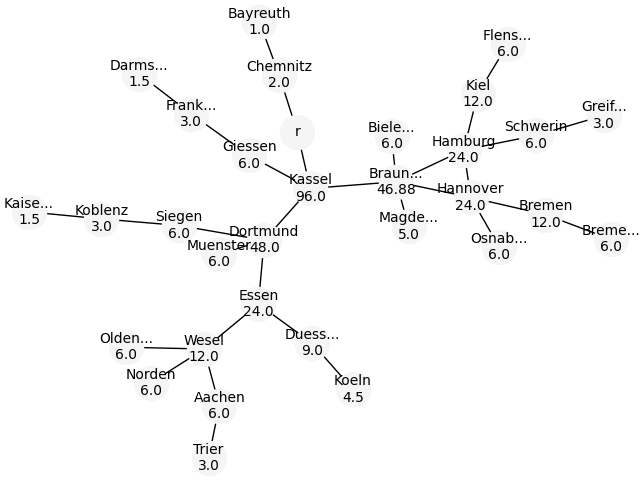 Bayreuth
1.0
Flens...
6.0
Darms...
1.5
Chemnitz
2.0
Kiel
12.0
Frank...
3.0
Greif...
3.0
r
Biele...
6.0
Schwerin
6.0
Giessen
6.0
Hamburg
24.0
Kassel
96.0
Braun...
46.88
Hannover
24.0
Kaise...
1.5
Koblenz
3.0
Siegen
6.0
Magde...
5.0
Bremen
12.0
Dortmund
48.0
Muenster
6.0
Osnab...
6.0
Breme...
6.0
Essen
24.0
Olden...
6.0
Wesel
12.0
Duess...
9.0
Norden
6.0
Koeln
4.5
Aachen
6.0
Trier
3.0